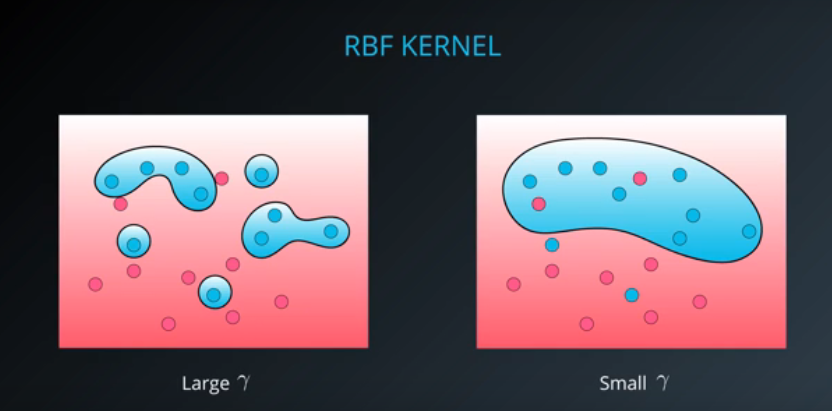 RBF KERNEL
Large γ
Small γ